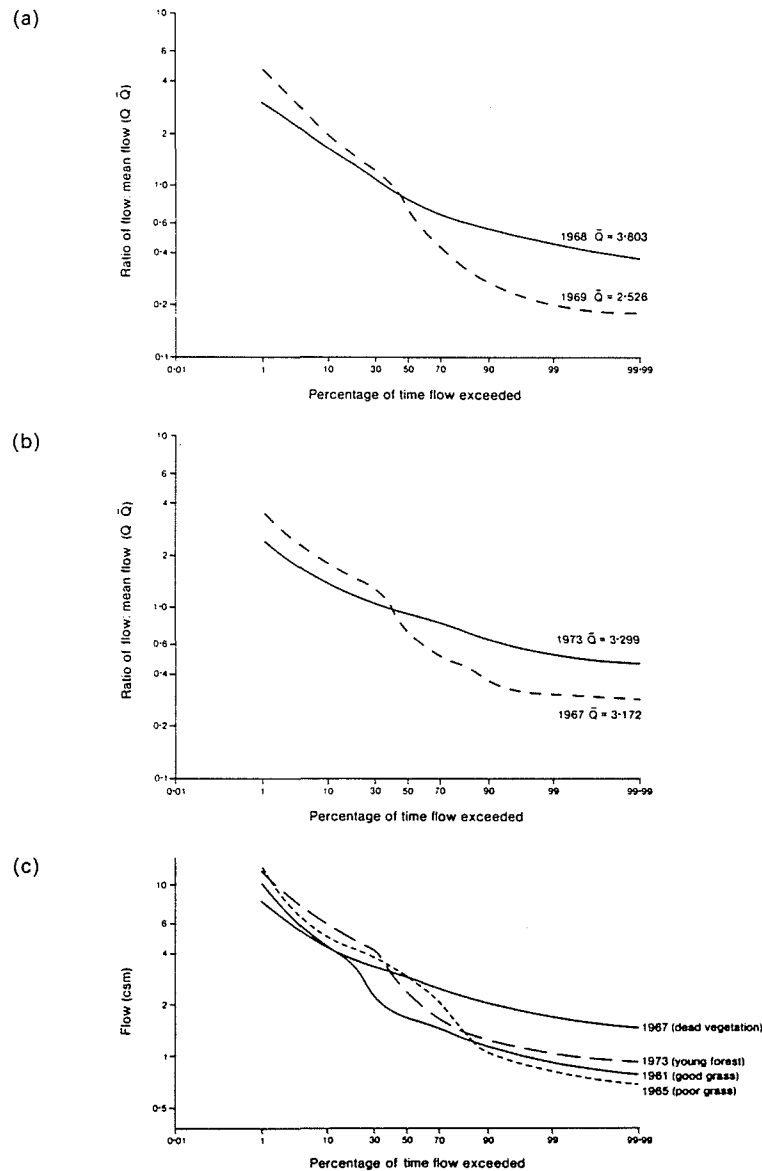 (a)
10
6
4
2
1·0
0·6
0·4
0·2
0·1
Ratio of flow: mean flow (Q Q̄)
1968 Q̄ = 3·803
1969 Q̄ = 2·526
0·01 1 10 30 50 70 90 99 99·99
Percentage of time flow exceeded
(b)
10
6
4
2
1·0
0·6
0·4
0·2
0·1
Ratio of flow: mean flow (Q Q̄)
1973 Q̄ = 3·299
1967 Q̄ = 3·172
0·01 1 10 30 50 70 90 99 99·99
Percentage of time flow exceeded
(c)
10
6
4
2
1
0·5
Flow (csm)
1967 (dead vegetation)
1973 (young forest)
1961 (good grass)
1965 (poor grass)
0·01 1 10 30 50 70 90 99 99·99
Percentage of time flow exceeded